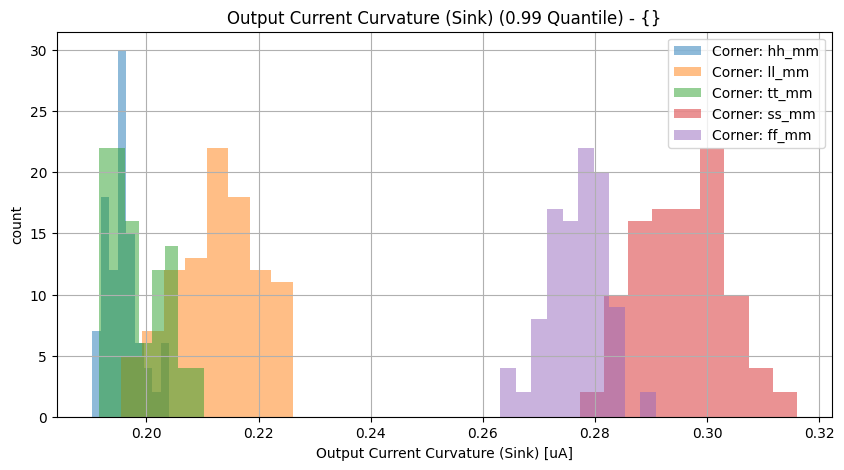 Output Current Curvature (Sink) (0.99 Quantile) - {}
30
25
20
15
10
5
0
count
Corner: hh_mm
Corner: ll_mm
Corner: tt_mm
Corner: ss_mm
Corner: ff_mm
0.20 0.22 0.24 0.26 0.28 0.30 0.32
Output Current Curvature (Sink) [uA]